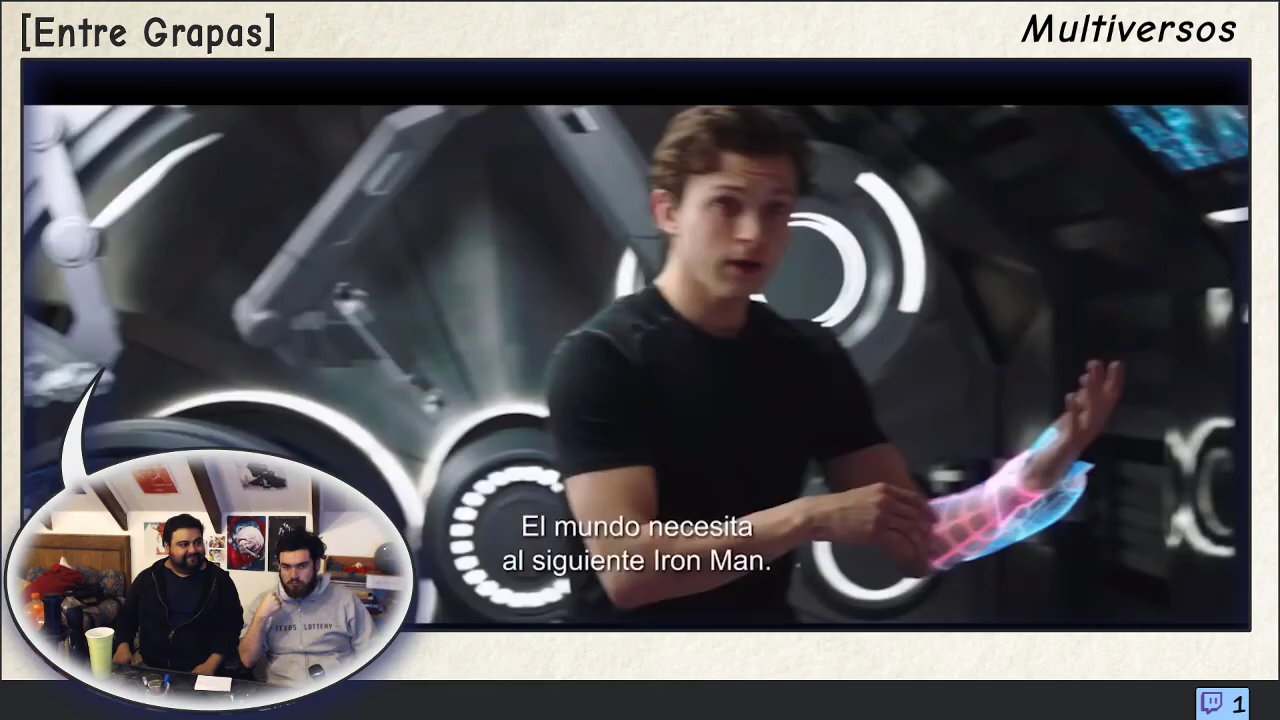 [Entre Grapas]
Multiversos
El mundo necesita
al siguiente Iron Man.
TEXAS LOTTERY
1